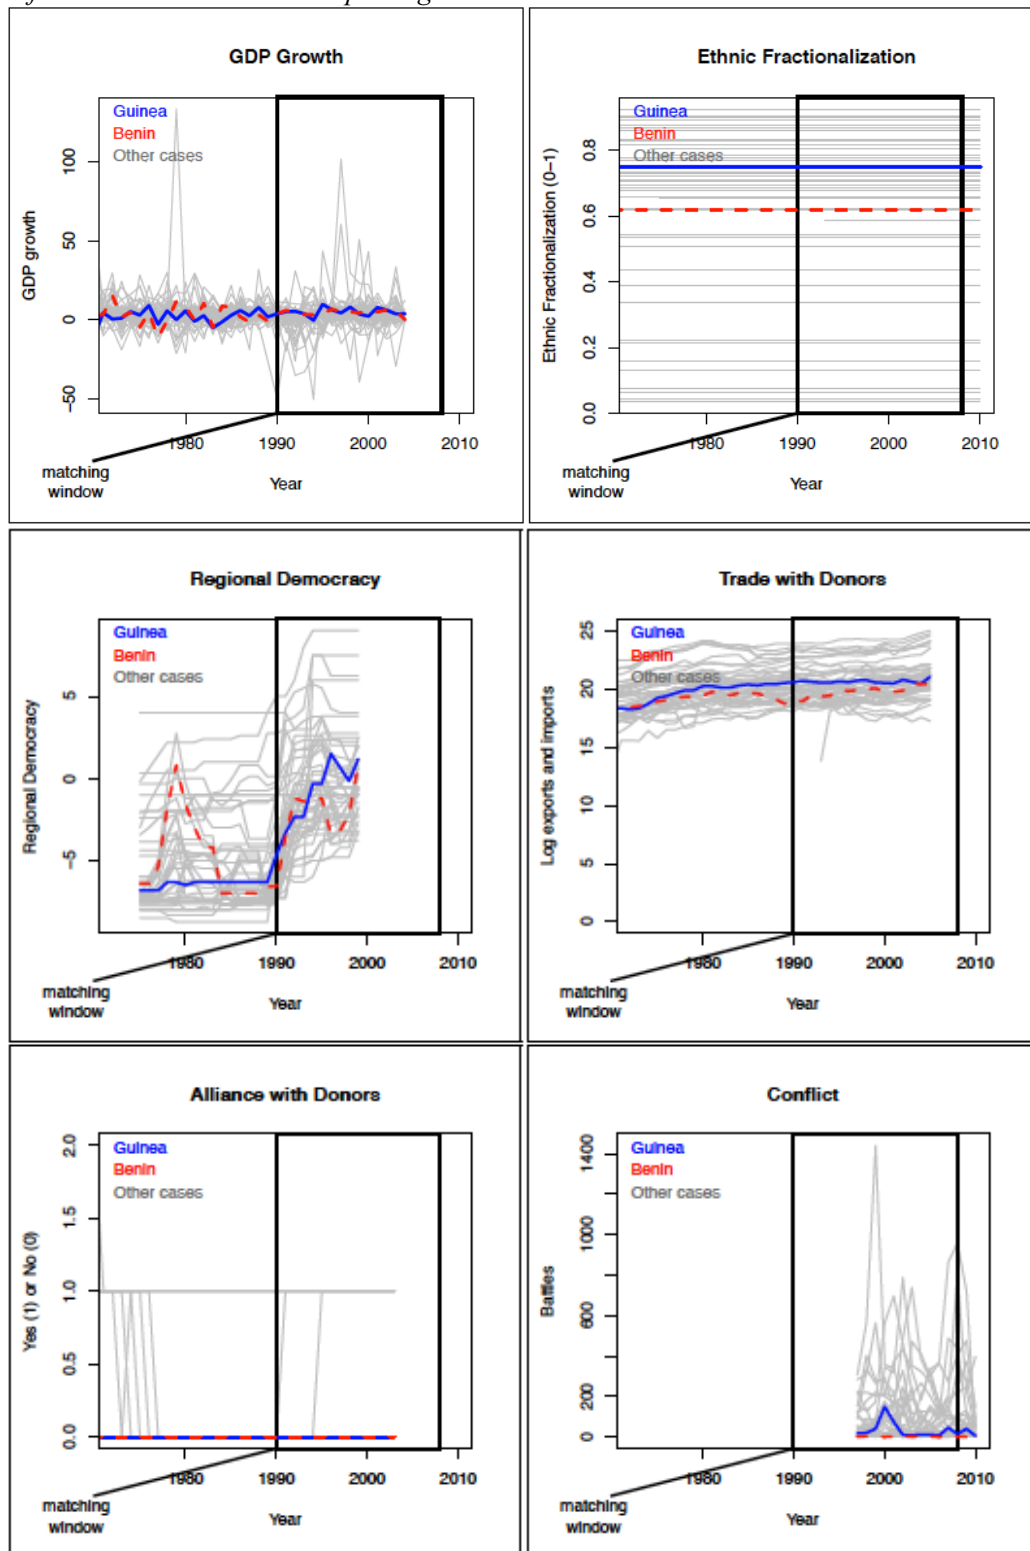 GDP Growth
Guinea
Benin
Other cases
GDP growth
100
50
0
−50
1980
1990
2000
2010
matching
window
Year
Ethnic Fractionalization
Guinea
Benin
Other cases
Ethnic Fractionalization (0−1)
0.8
0.6
0.4
0.2
0.0
1980
1990
2000
2010
matching
window
Year
Regional Democracy
Guinea
Benin
Other cases
Regional Democracy
5
0
−5
1980
1990
2000
2010
matching
window
Year
Trade with Donors
Guinea
Benin
Other cases
Log exports and imports
25
20
15
10
5
0
1980
1990
2000
2010
matching
window
Year
Alliance with Donors
Guinea
Benin
Other cases
Yes (1) or No (0)
2.0
1.5
1.0
0.5
0.0
1980
1990
2000
2010
matching
window
Year
Conflict
Guinea
Benin
Other cases
Battles
1400
1000
600
200
0
1980
1990
2000
2010
matching
window
Year